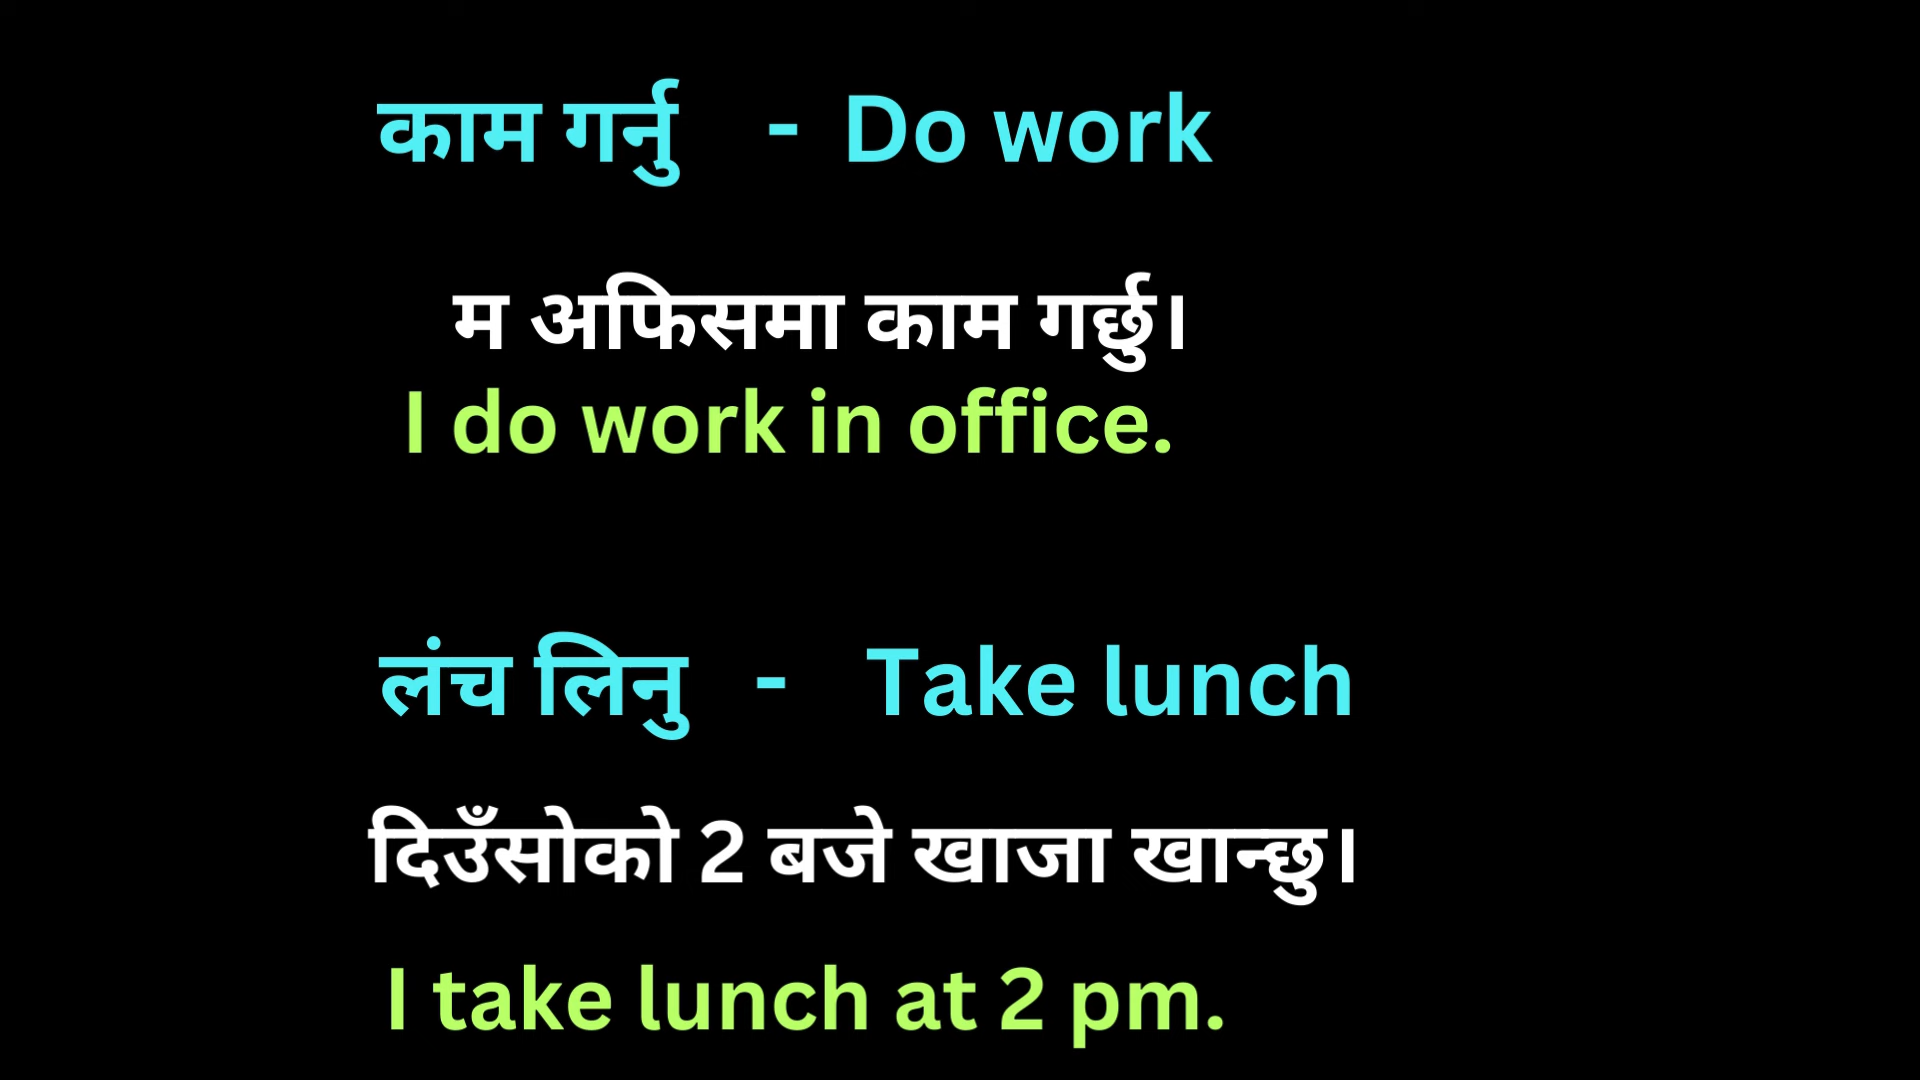 काम गर्नु - Do work
म अफिसमा काम गर्छु।
I do work in office.
लंच लिनु - Take lunch
दिउँसोको 2 बजे खाजा खान्छु।
I take lunch at 2 pm.